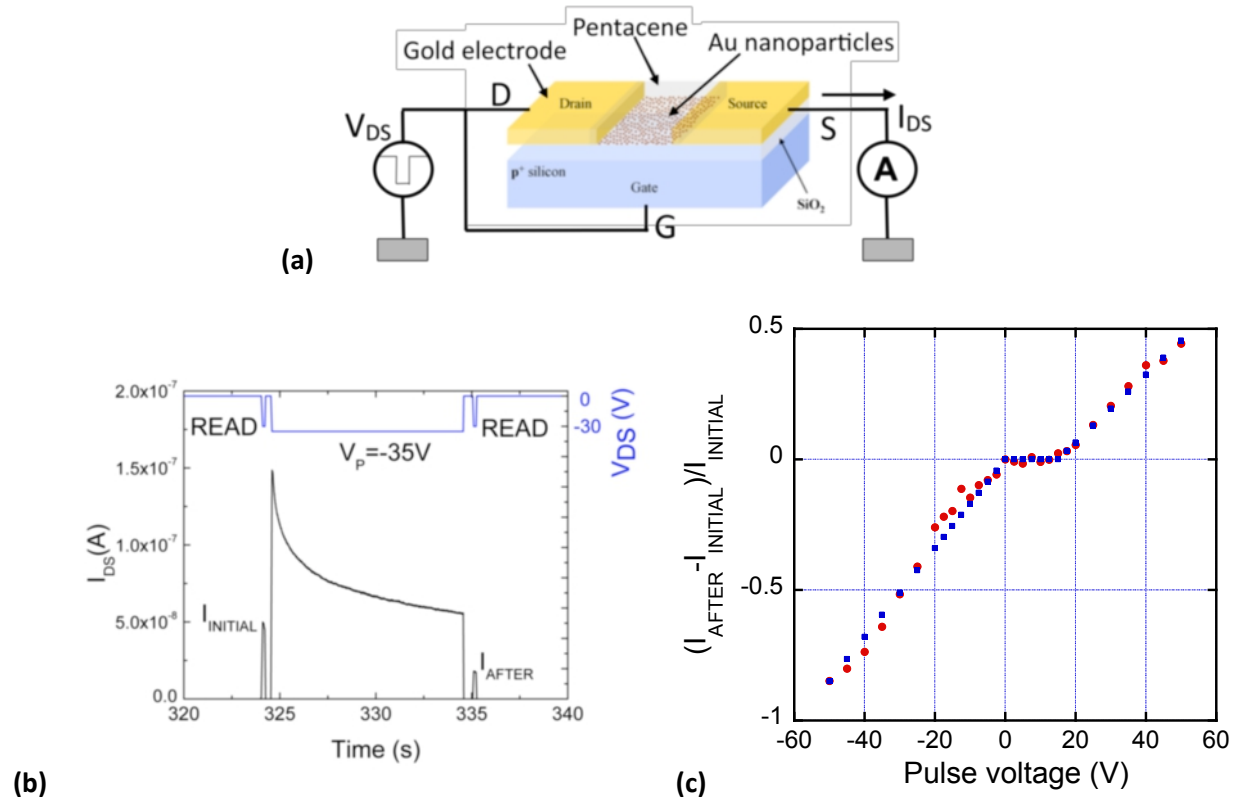 Pentacene
Au nanoparticles
Gold electrode
D
Drain
Source
S
I_DS
V_DS
A
p+ silicon
Gate
SiO2
G
(a)
2.0x10-7
1.5x10-7
1.0x10-7
5.0x10-8
0.0
I_DS(A)
READ
V_P=-35V
READ
0
-30
V_DS (V)
I_INITIAL
I_AFTER
320
325
330
335
340
Time (s)
(b)
0.5
0
-0.5
-1
(I_AFTER-I_INITIAL)/I_INITIAL
-60
-40
-20
0
20
40
60
Pulse voltage (V)
(c)